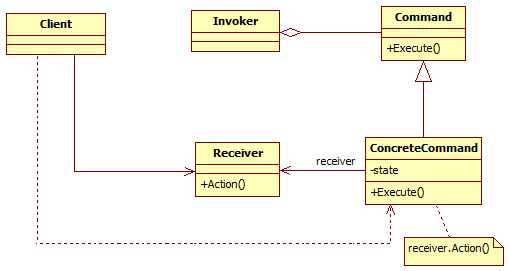 Client
Invoker
Command
+Execute()
Receiver
+Action()
receiver
ConcreteCommand
-state
+Execute()
receiver.Action()